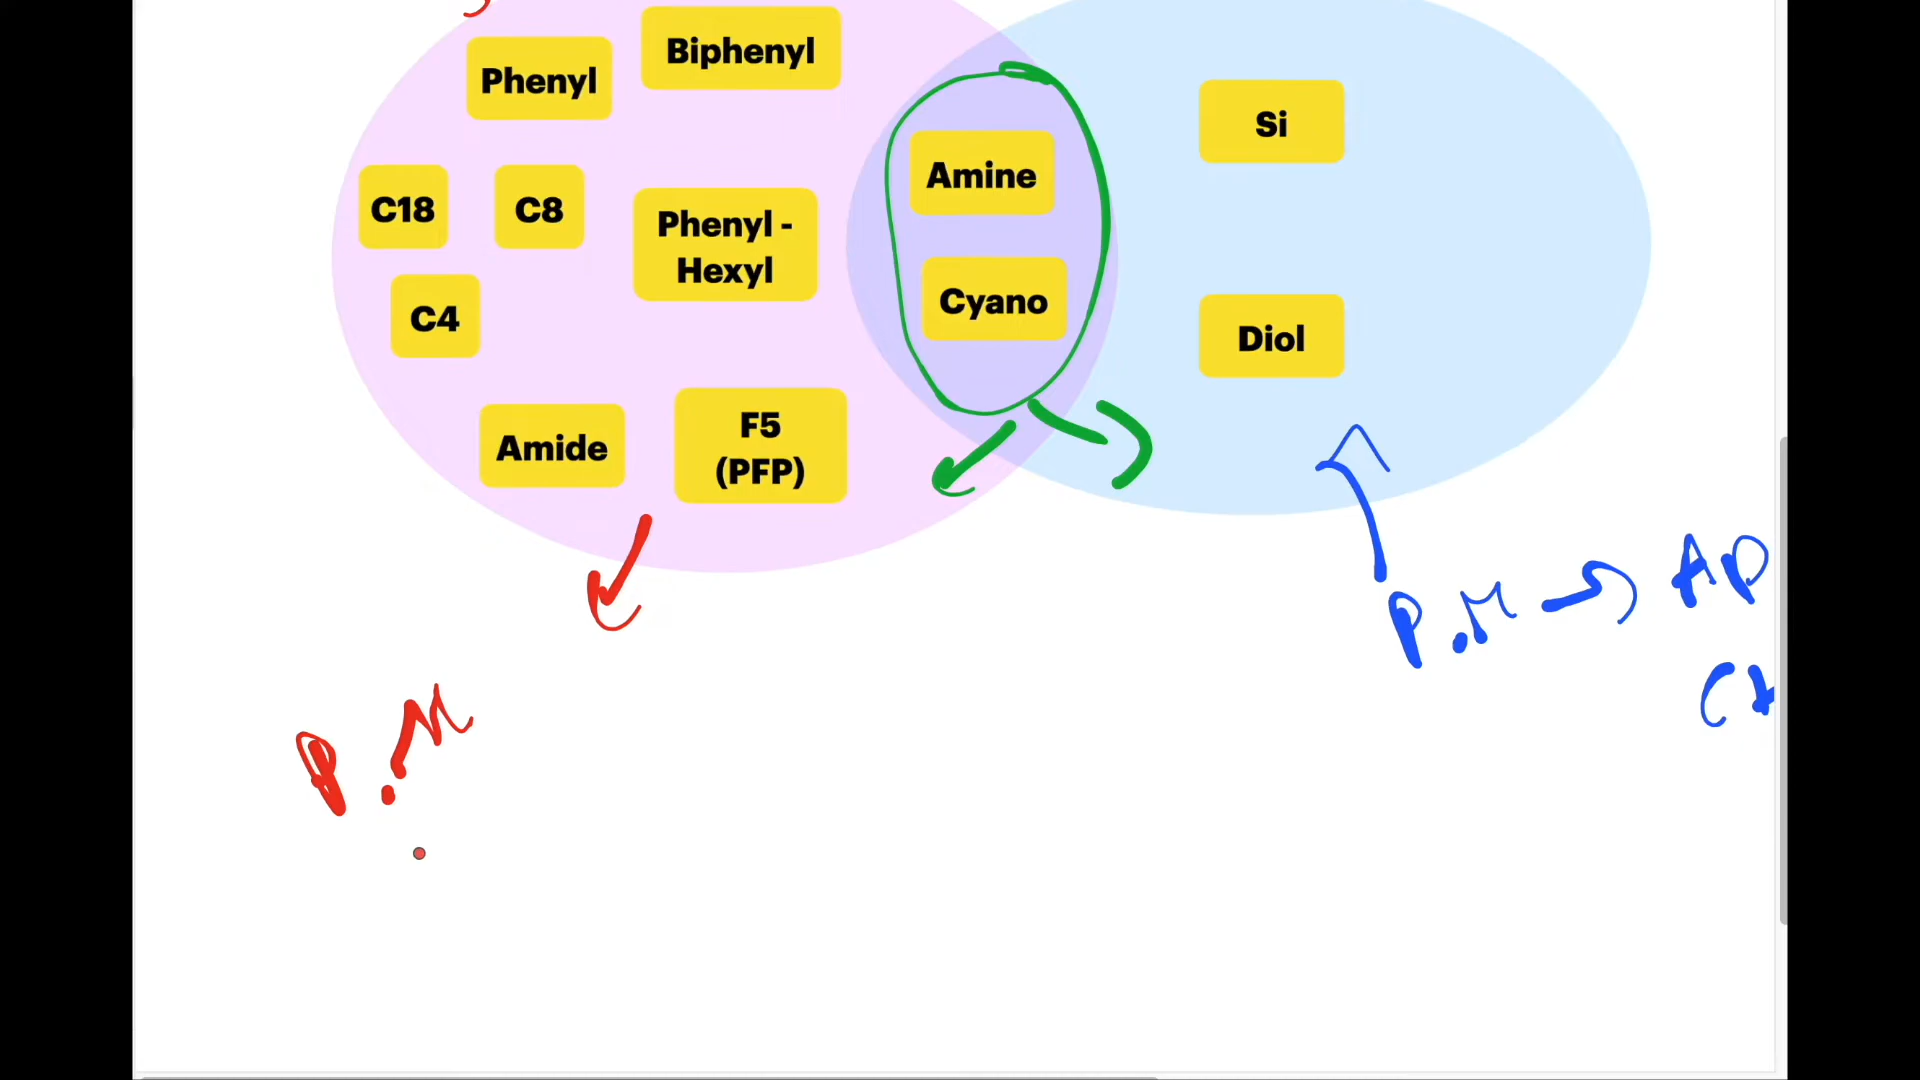 Biphenyl
Phenyl
Si
Amine
C18
C8
Phenyl -
Hexyl
Cyano
C4
Diol
Amide
F5
(PFP)
P.M → AP
P.M